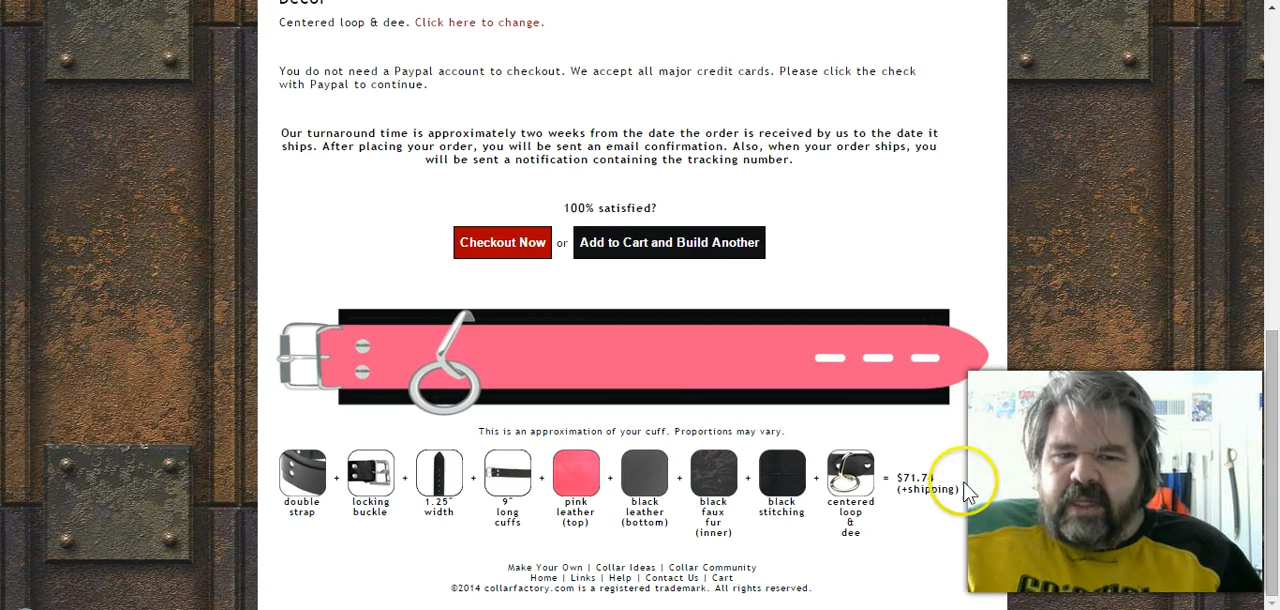 Decor
Centered loop & dee. Click here to change.
You do not need a Paypal account to checkout. We accept all major credit cards. Please click the check
with Paypal to continue.
Our turnaround time is approximately two weeks from the date the order is received by us to the date it
ships. After placing your order, you will be sent an email confirmation. Also, when your order ships, you
will be sent a notification containing the tracking number.
100% satisfied?
Checkout Now or Add to Cart and Build Another
This is an approximation of your cuff. Proportions may vary.
double
strap
+
locking
buckle
+
1.25"
width
+
9"
long
cuffs
+
pink
leather
(top)
+
black
leather
(bottom)
+
black
faux
fur
(inner)
+
black
stitching
+
centered
loop
&
dee
=
(+shipping)
Make Your Own | Collar Ideas | Collar Community
Home | Links | Help | Contact Us | Cart
©2014 collarfactory.com is a registered trademark. All rights reserved.